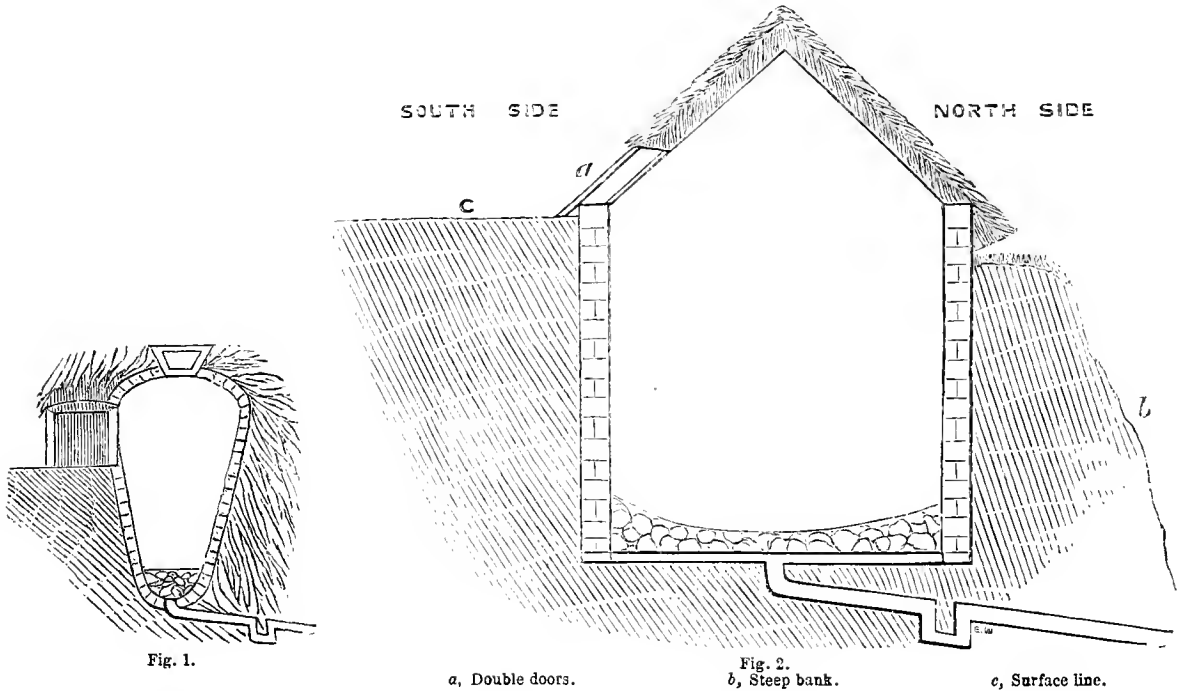 SOUTH SIDE
NORTH SIDE
a
C
b
E.W
Fig. 1.
Fig. 2.
a, Double doors. b, Steep bank. c, Surface line.